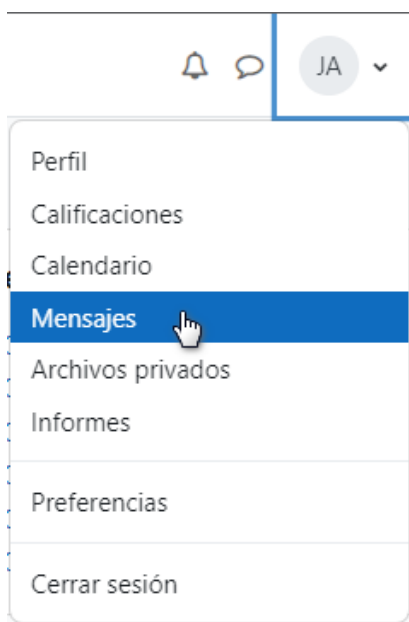 JA
Perfil
Calificaciones
Calendario
Mensajes
Archivos privados
Informes
Preferencias
Cerrar sesión